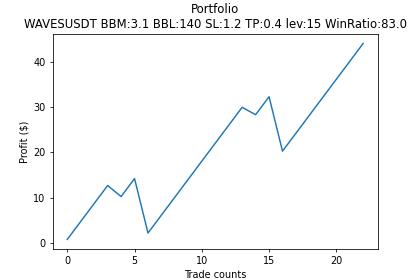 Portfolio
WAVESUSDT BBM:3.1 BBL:140 SL:1.2 TP:0.4 lev:15 WinRatio:83.0
40
30
20
10
0
Profit ($)
0 5 10 15 20
Trade counts